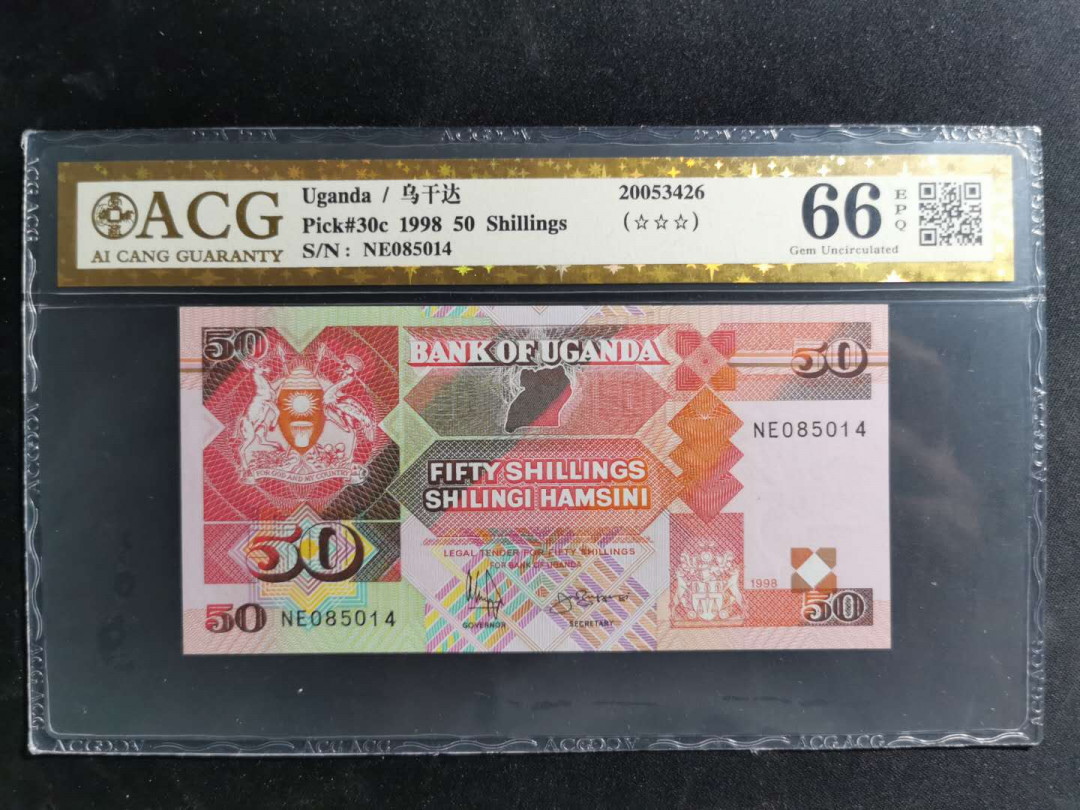 ACG
AI CANG GUARANTY
Uganda / 乌干达
Pick#30c 1998 50 Shillings
S/N: NE085014
20053426
(☆☆☆)
66
EPQ
Gem Uncirculated
50
BANK OF UGANDA
50
NE085014
FOR GOD AND MY COUNTRY
FIFTY SHILLINGS
SHILINGI HAMSINI
50
LEGAL TENDER FOR FIFTY SHILLINGS
FOR BANK OF UGANDA
1998
50
NE085014
GOVERNOR
SECRETARY
50